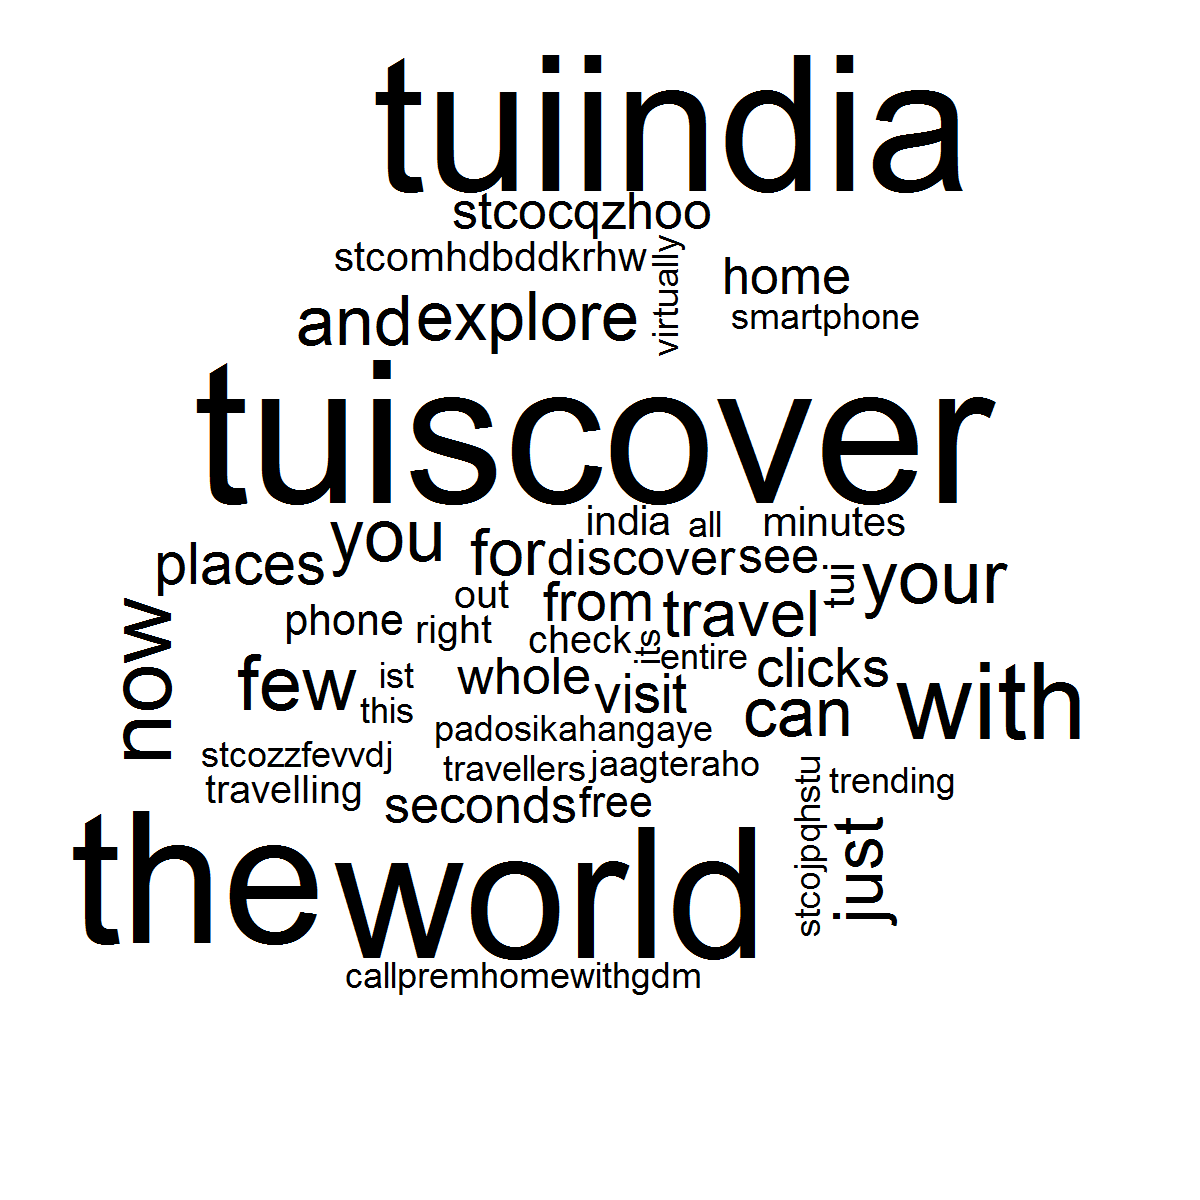 tuiindia
stcocqzhoo
stcomhdbddkrhw
virtually
home
smartphone
and explore
tuiscover
india all minutes
places you for discover see tui your
out from travel
now
phone right check its entire
few ist whole visit clicks can with
this
padosikahangaye
stcozzfevvdj travellers jaagteraho
travelling seconds free stcojpqhstu trending
the world just
callpremhomewithgdm